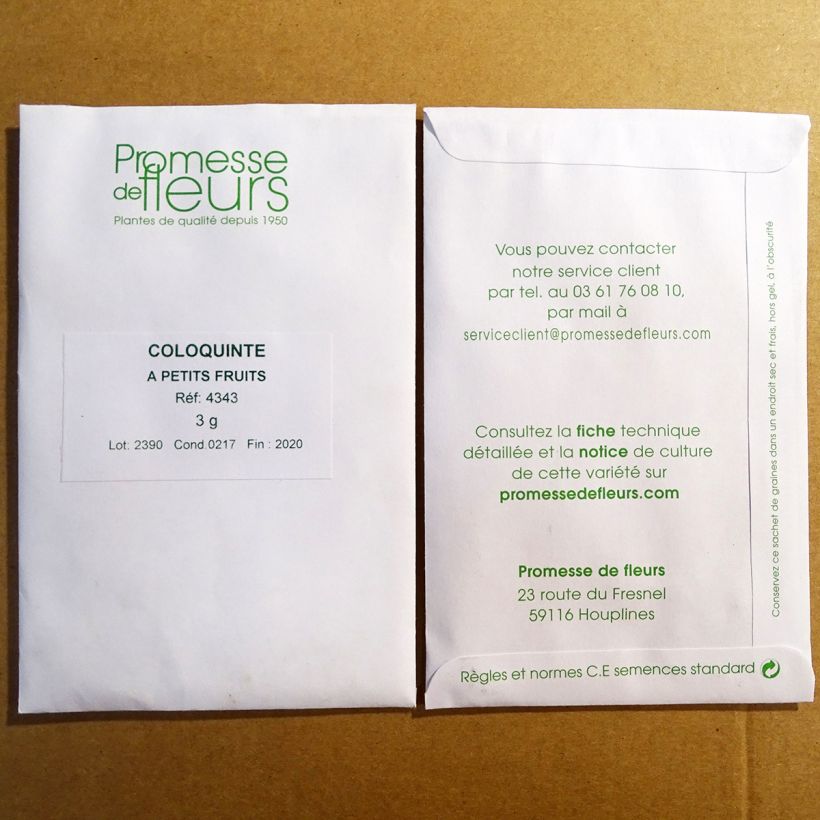 Promesse
de fleurs
Plantes de qualité depuis 1950
COLOQUINTE
A PETITS FRUITS
Réf: 4343
3 g
Lot: 2390 Cond.0217 Fin : 2020
Vous pouvez contacter
notre service client
par tel. au 03 61 76 08 10,
par mail à
serviceclient@promessedefleurs.com
Consultez la fiche technique
détaillée et la notice de culture
de cette variété sur
promessedefleurs.com
Promesse de fleurs
23 route du Fresnel
59116 Houplines
Règles et normes C.E semences standard
Conservez ce sachet de graines dans un endroit sec et frais, hors gel, à l'obscurité